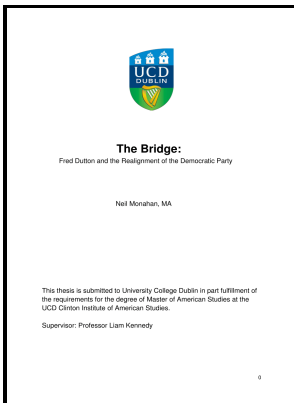 UCD
DUBLIN
The Bridge:
Fred Dutton and the Realignment of the Democratic Party
Neil Monahan, MA
This thesis is submitted to University College Dublin in part fulfillment of
the requirements for the degree of Master of American Studies at the
UCD Clinton Institute of American Studies.
Supervisor: Professor Liam Kennedy
0